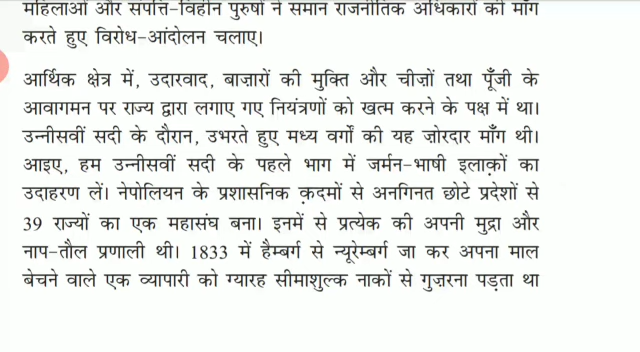 महिलाओं और संपत्ति-विहीन पुरुषों ने समान राजनीतिक अधिकारों की माँग
करते हुए विरोध-आंदोलन चलाए।
आर्थिक क्षेत्र में, उदारवाद, बाज़ारों की मुक्ति और चीज़ों तथा पूँजी के
आवागमन पर राज्य द्वारा लगाए गए नियंत्रणों को खत्म करने के पक्ष में था।
उन्नीसवीं सदी के दौरान, उभरते हुए मध्य वर्गों की यह ज़ोरदार माँग थी।
आइए, हम उन्नीसवीं सदी के पहले भाग में जर्मन-भाषी इलाक़ों का
उदाहरण लें। नेपोलियन के प्रशासनिक क़दमों से अनगिनत छोटे प्रदेशों से
39 राज्यों का एक महासंघ बना। इनमें से प्रत्येक की अपनी मुद्रा और
नाप-तौल प्रणाली थी। 1833 में हैम्बर्ग से न्यूरेम्बर्ग जा कर अपना माल
बेचने वाले एक व्यापारी को ग्यारह सीमाशुल्क नाकों से गुज़रना पड़ता था